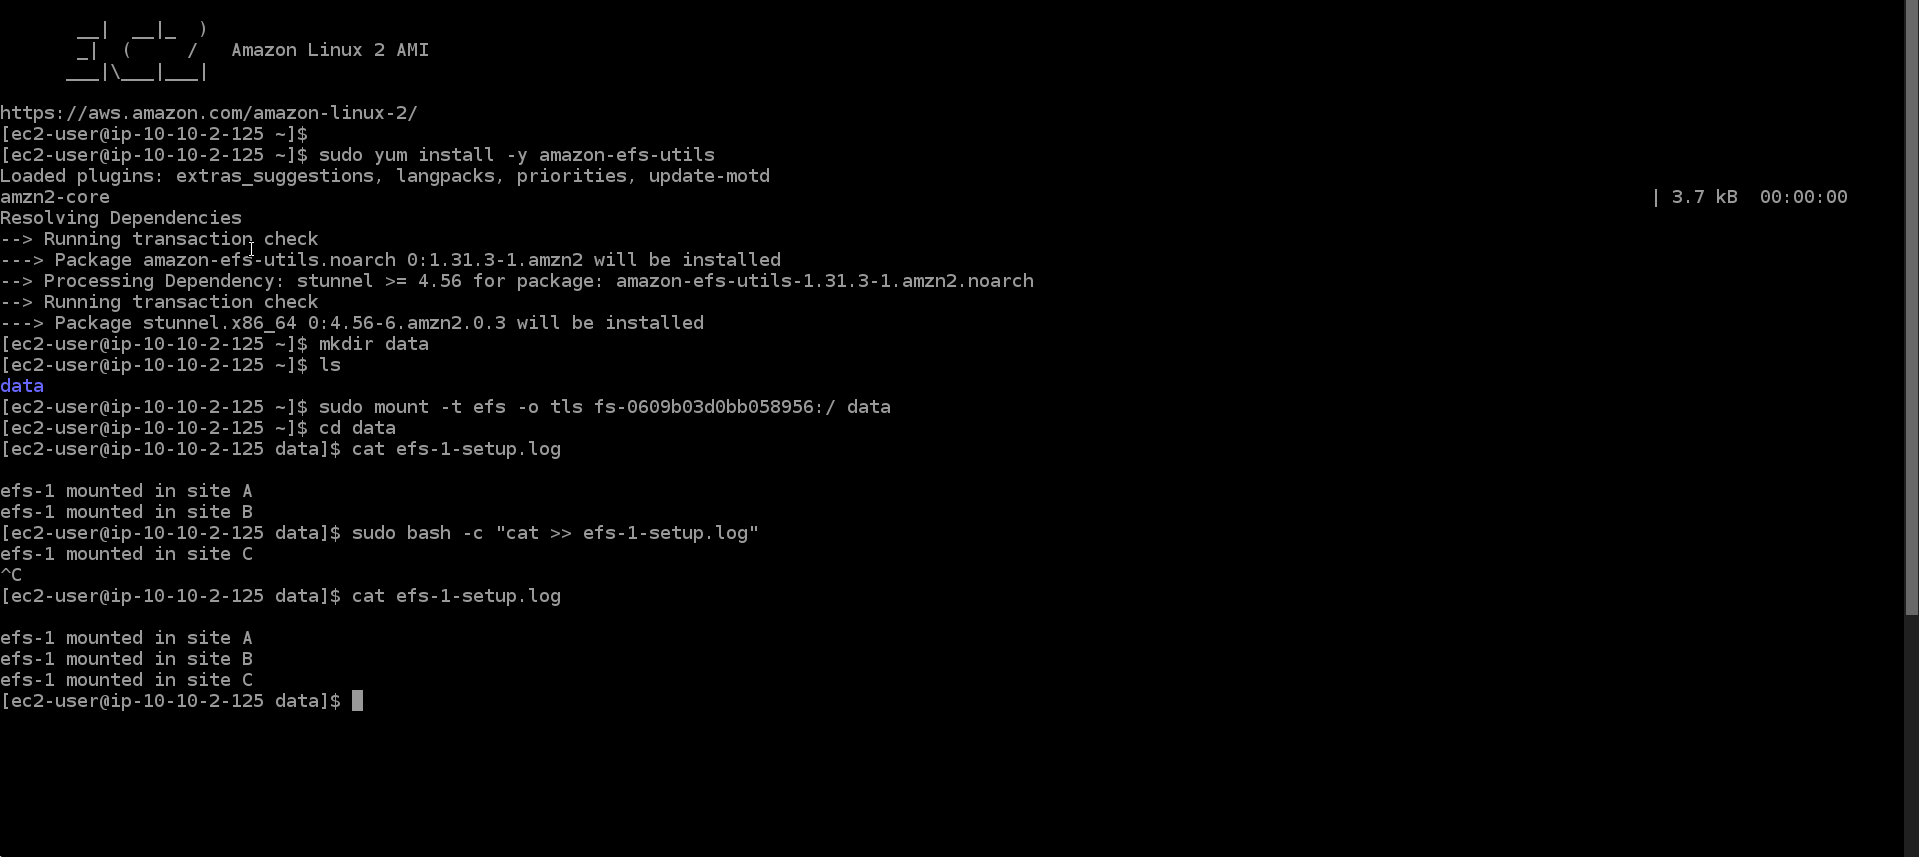 __|  __|_  )
_|  (     /   Amazon Linux 2 AMI
___|\___|___|
https://aws.amazon.com/amazon-linux-2/
[ec2-user@ip-10-10-2-125 ~]$
[ec2-user@ip-10-10-2-125 ~]$ sudo yum install -y amazon-efs-utils
Loaded plugins: extras_suggestions, langpacks, priorities, update-motd
amzn2-core | 3.7 kB  00:00:00
Resolving Dependencies
--> Running transaction check
---> Package amazon-efs-utils.noarch 0:1.31.3-1.amzn2 will be installed
--> Processing Dependency: stunnel >= 4.56 for package: amazon-efs-utils-1.31.3-1.amzn2.noarch
--> Running transaction check
---> Package stunnel.x86_64 0:4.56-6.amzn2.0.3 will be installed
[ec2-user@ip-10-10-2-125 ~]$ mkdir data
[ec2-user@ip-10-10-2-125 ~]$ ls
data
[ec2-user@ip-10-10-2-125 ~]$ sudo mount -t efs -o tls fs-0609b03d0bb058956:/ data
[ec2-user@ip-10-10-2-125 ~]$ cd data
[ec2-user@ip-10-10-2-125 data]$ cat efs-1-setup.log
efs-1 mounted in site A
efs-1 mounted in site B
[ec2-user@ip-10-10-2-125 data]$ sudo bash -c "cat >> efs-1-setup.log"
efs-1 mounted in site C
^C
[ec2-user@ip-10-10-2-125 data]$ cat efs-1-setup.log
efs-1 mounted in site A
efs-1 mounted in site B
efs-1 mounted in site C
[ec2-user@ip-10-10-2-125 data]$